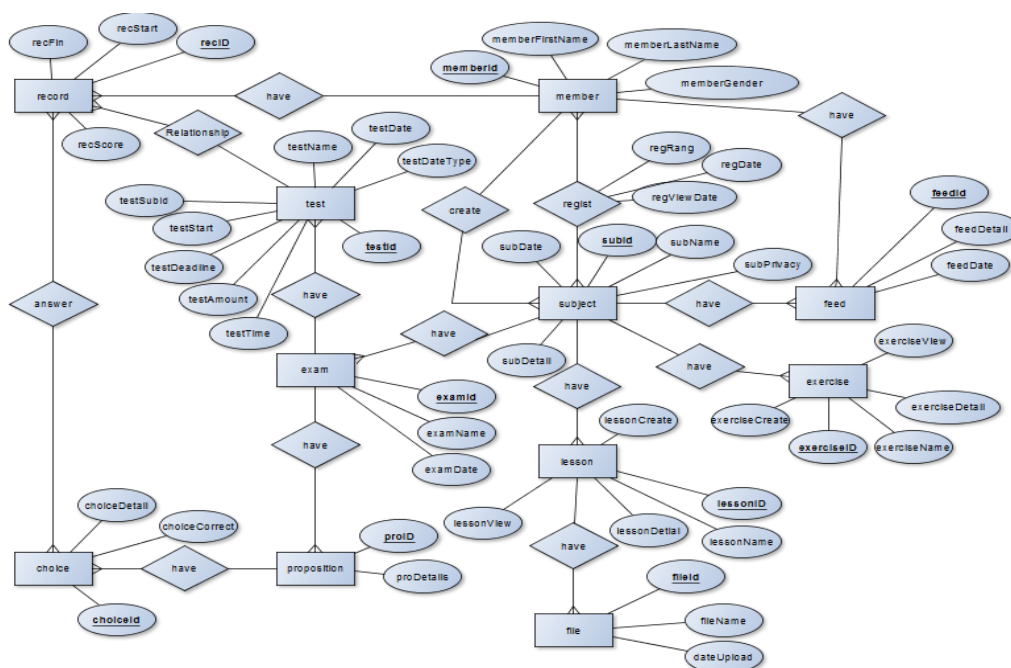 recFin
recStart
recID
record
have
Relationship
recScore
memberFirstName
memberLastName
memberId
memberGender
member
have
testDate
testName
testDateType
testSubId
test
testStart
testId
testDeadline
testAmount
testTime
have
create
regRang
regDate
regViewDate
regist
subDate
subId
subName
subPrivacy
subject
have
feedId
feedDetail
feedDate
feed
answer
have
subDetail
have
exerciseView
exercise
exerciseDetail
exerciseCreate
exerciseID
exerciseName
exam
examId
examName
examDate
have
have
lessonCreate
lesson
lessonID
lessonView
lessonDetial
lessonName
have
choiceDetail
choiceCorrect
choice
have
proposition
proID
proDetails
choiceId
fileId
file
fileName
dateUpload